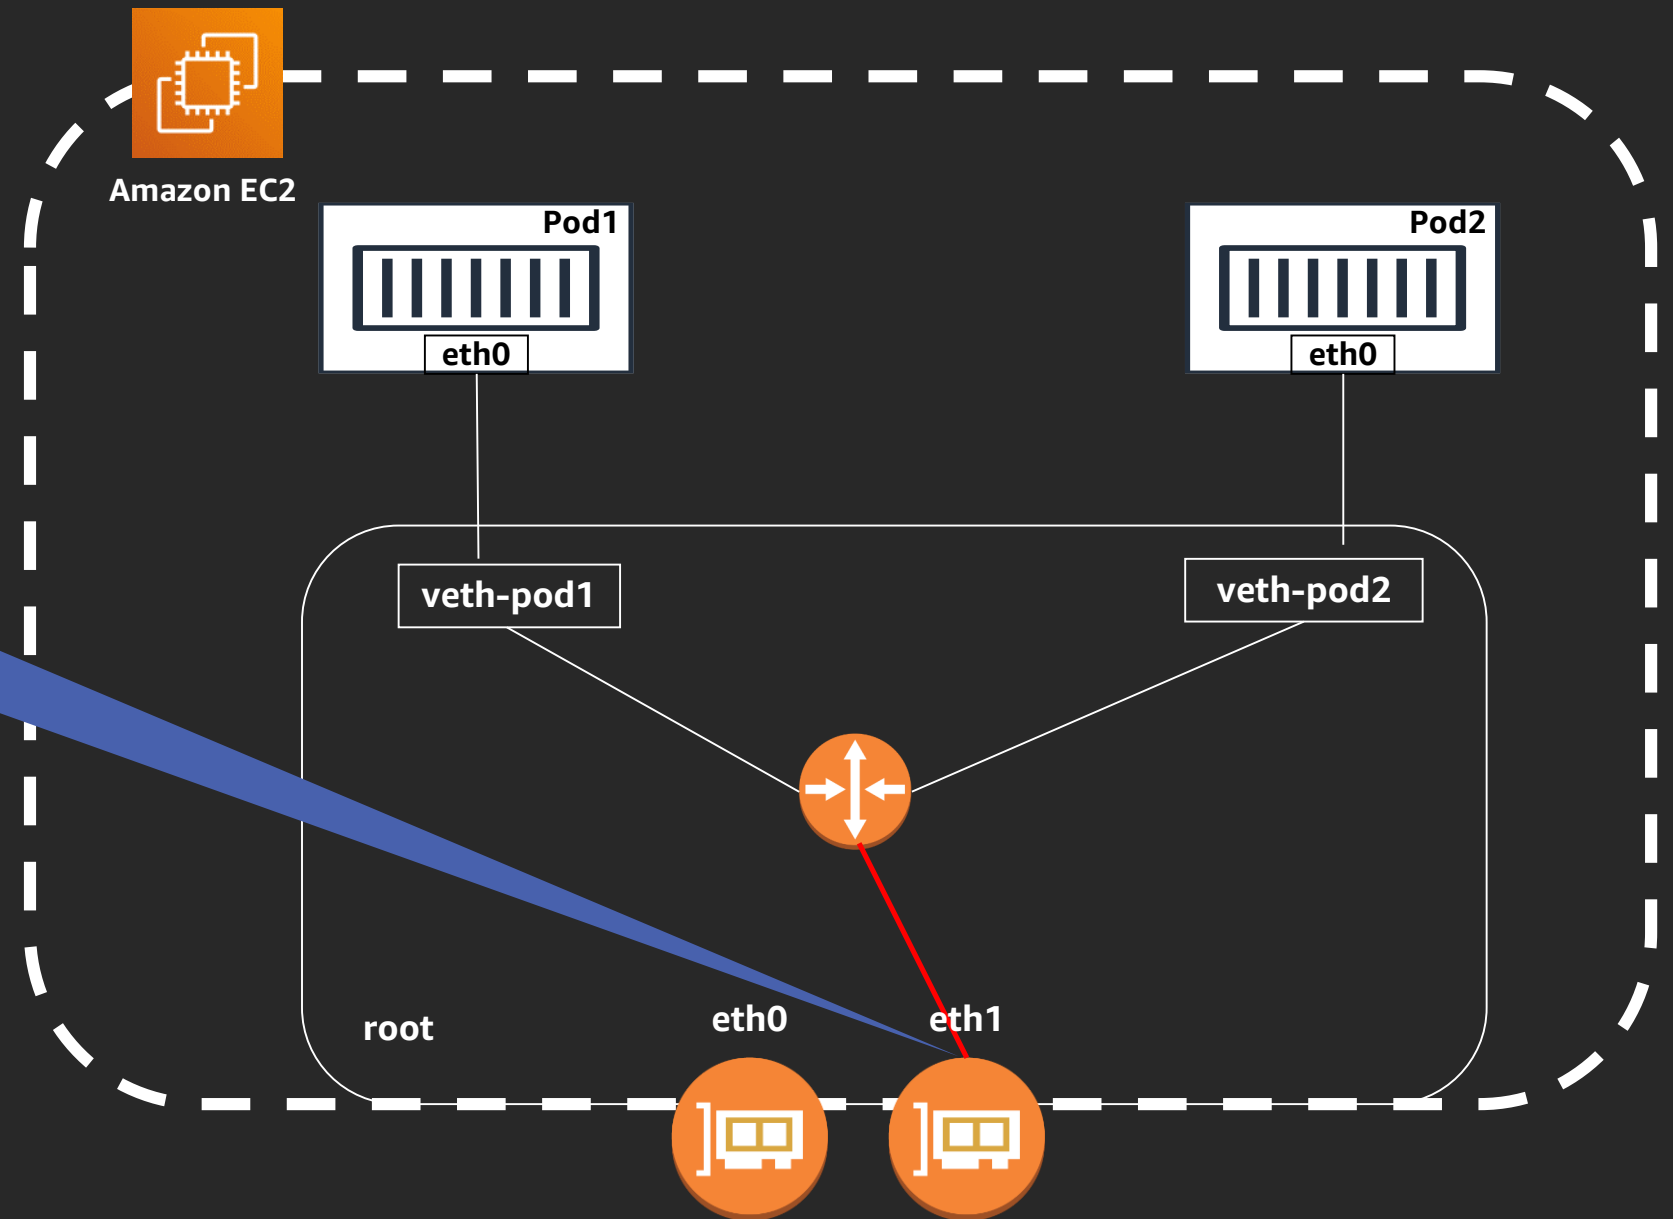 Amazon EC2
Pod1
Pod2
eth0
eth0
veth-pod1
veth-pod2
eth0
eth1
root